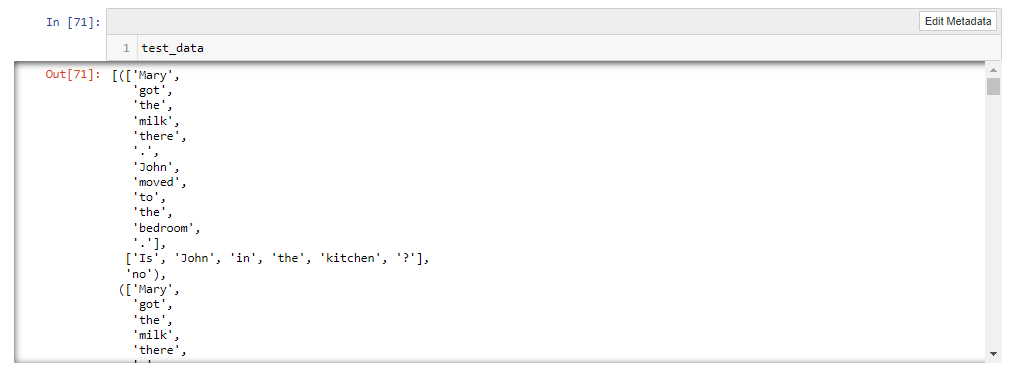 In [71]:
Edit Metadata
1 test_data
Out[71]: [(['Mary',
'got',
'the',
'milk',
'there',
'.',
'John',
'moved',
'to',
'the',
'bedroom',
'.'],
['Is', 'John', 'in', 'the', 'kitchen', '?'],
'no'),
(['Mary',
'got',
'the',
'milk',
'there',